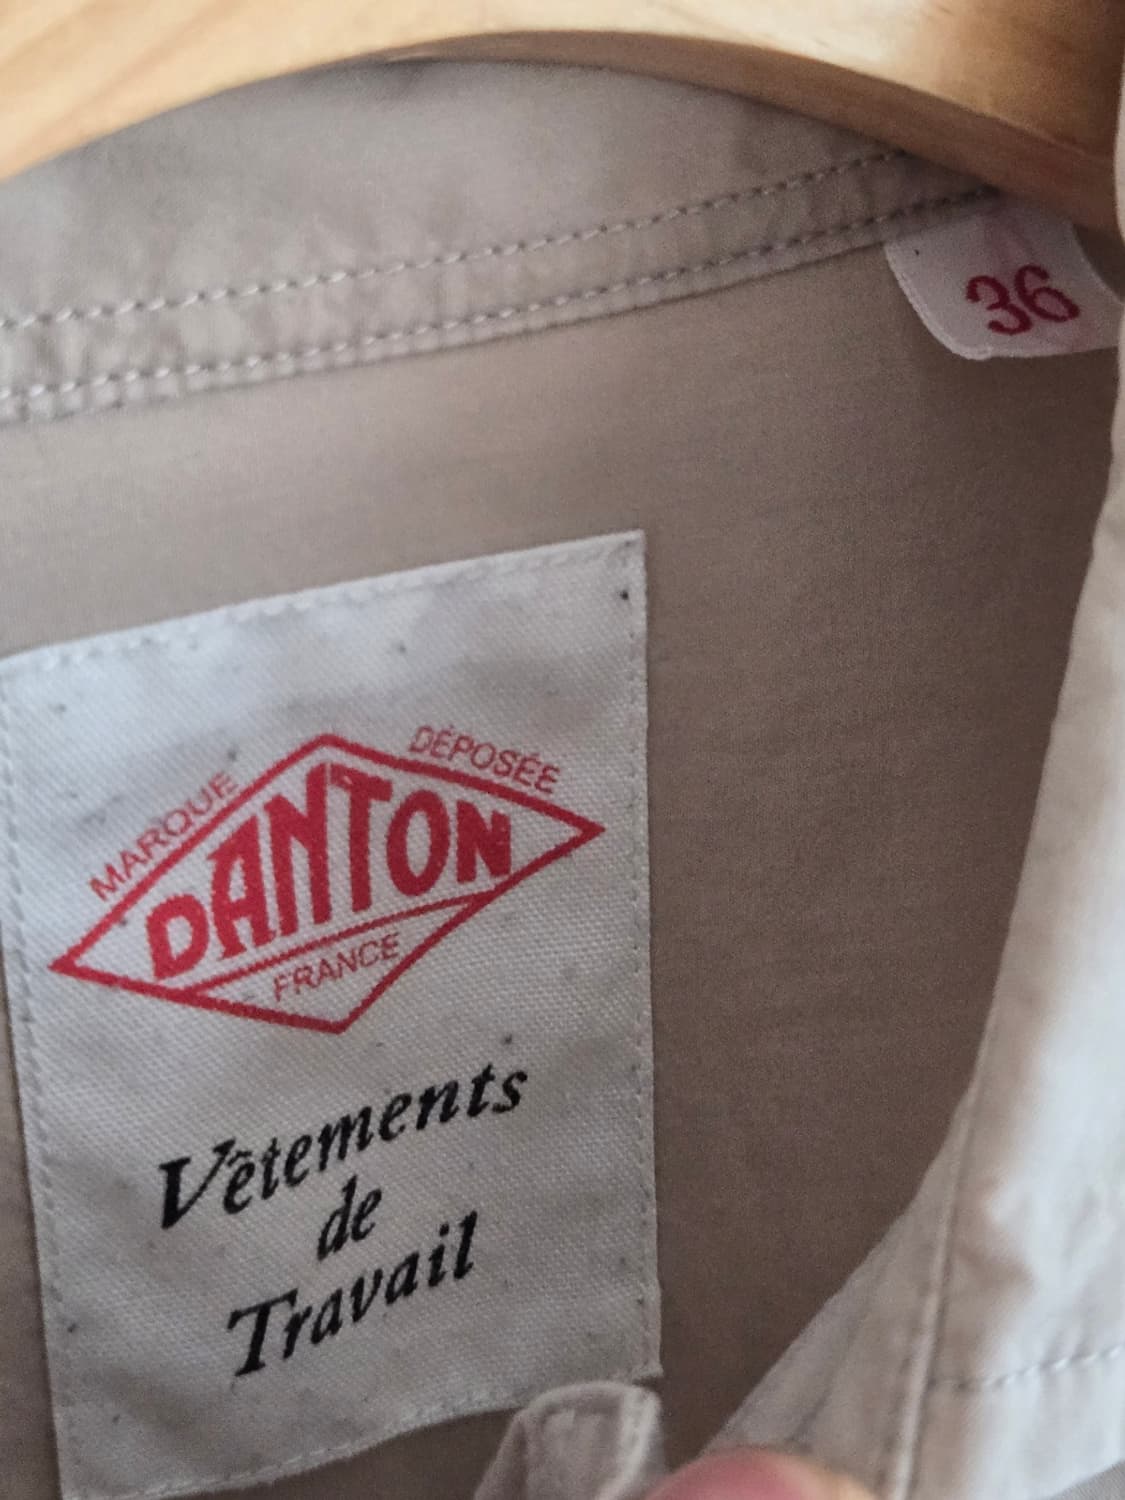 36
MARQUE DÉPOSÉE
DANTON
FRANCE
Vêtements
de
Travail